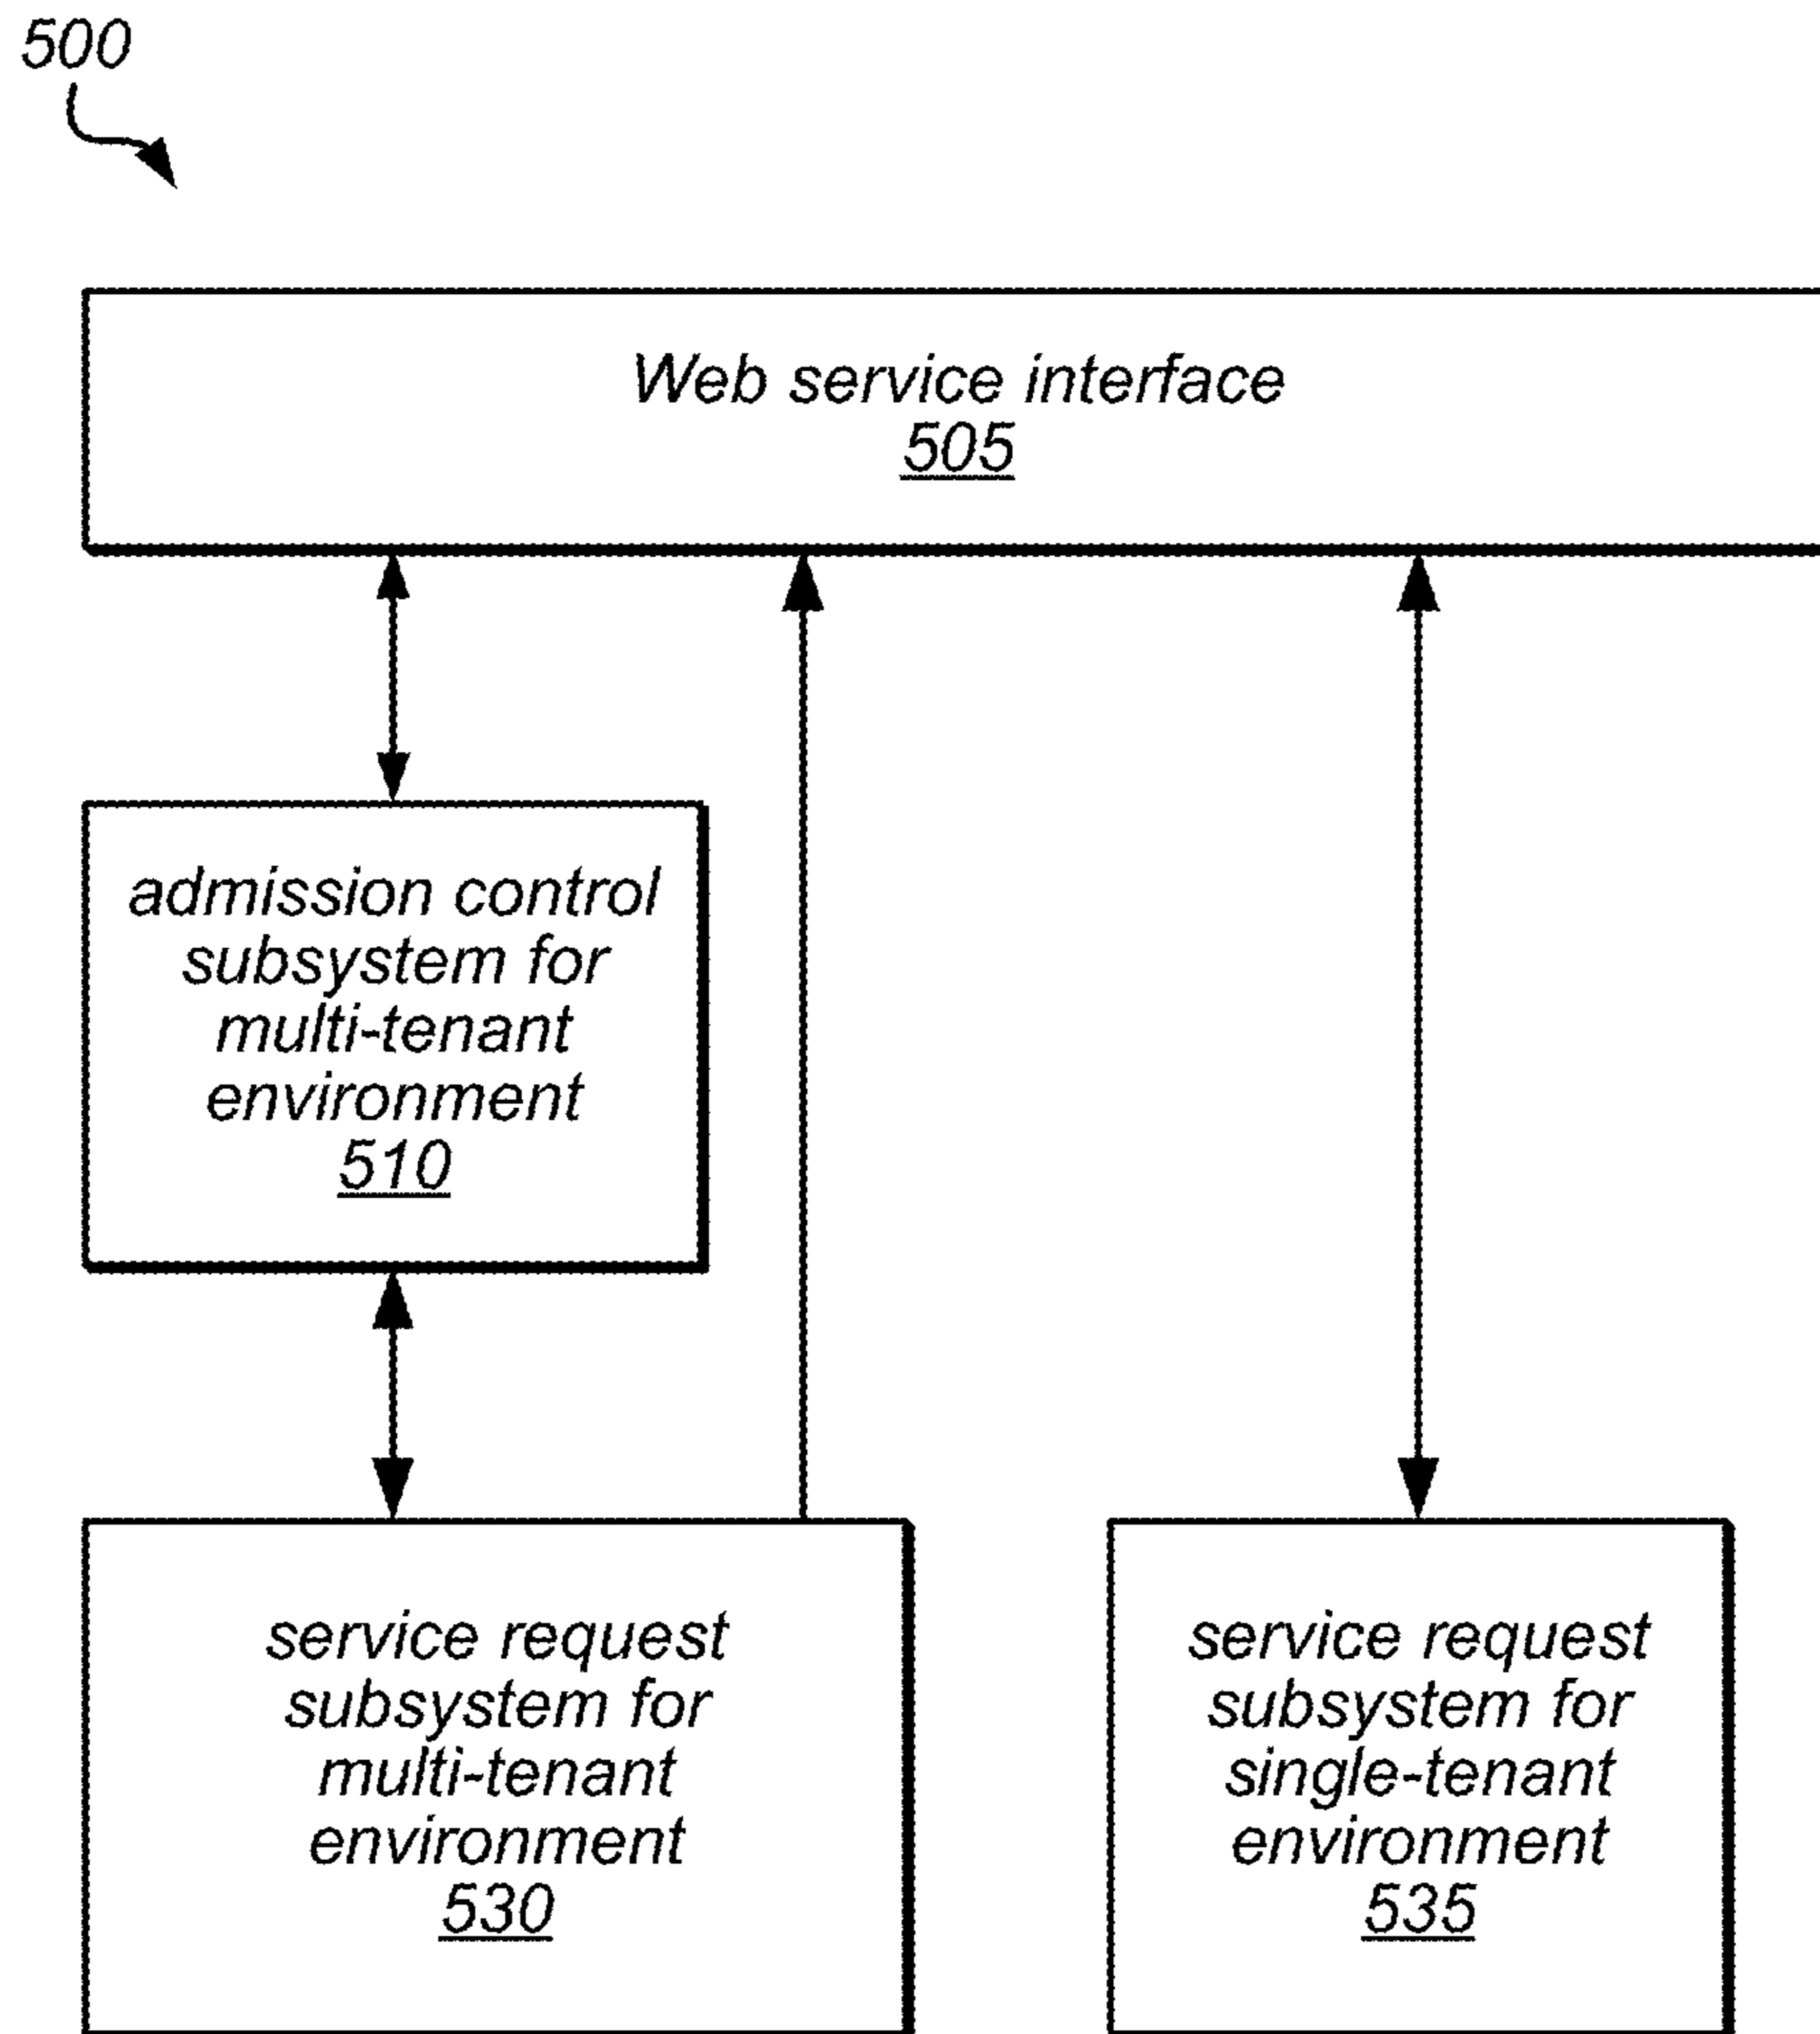 500
Web service interface
505
admission control
subsystem for
multi-tenant
environment
510
service request
subsystem for
multi-tenant
environment
530
service request
subsystem for
single-tenant
environment
535